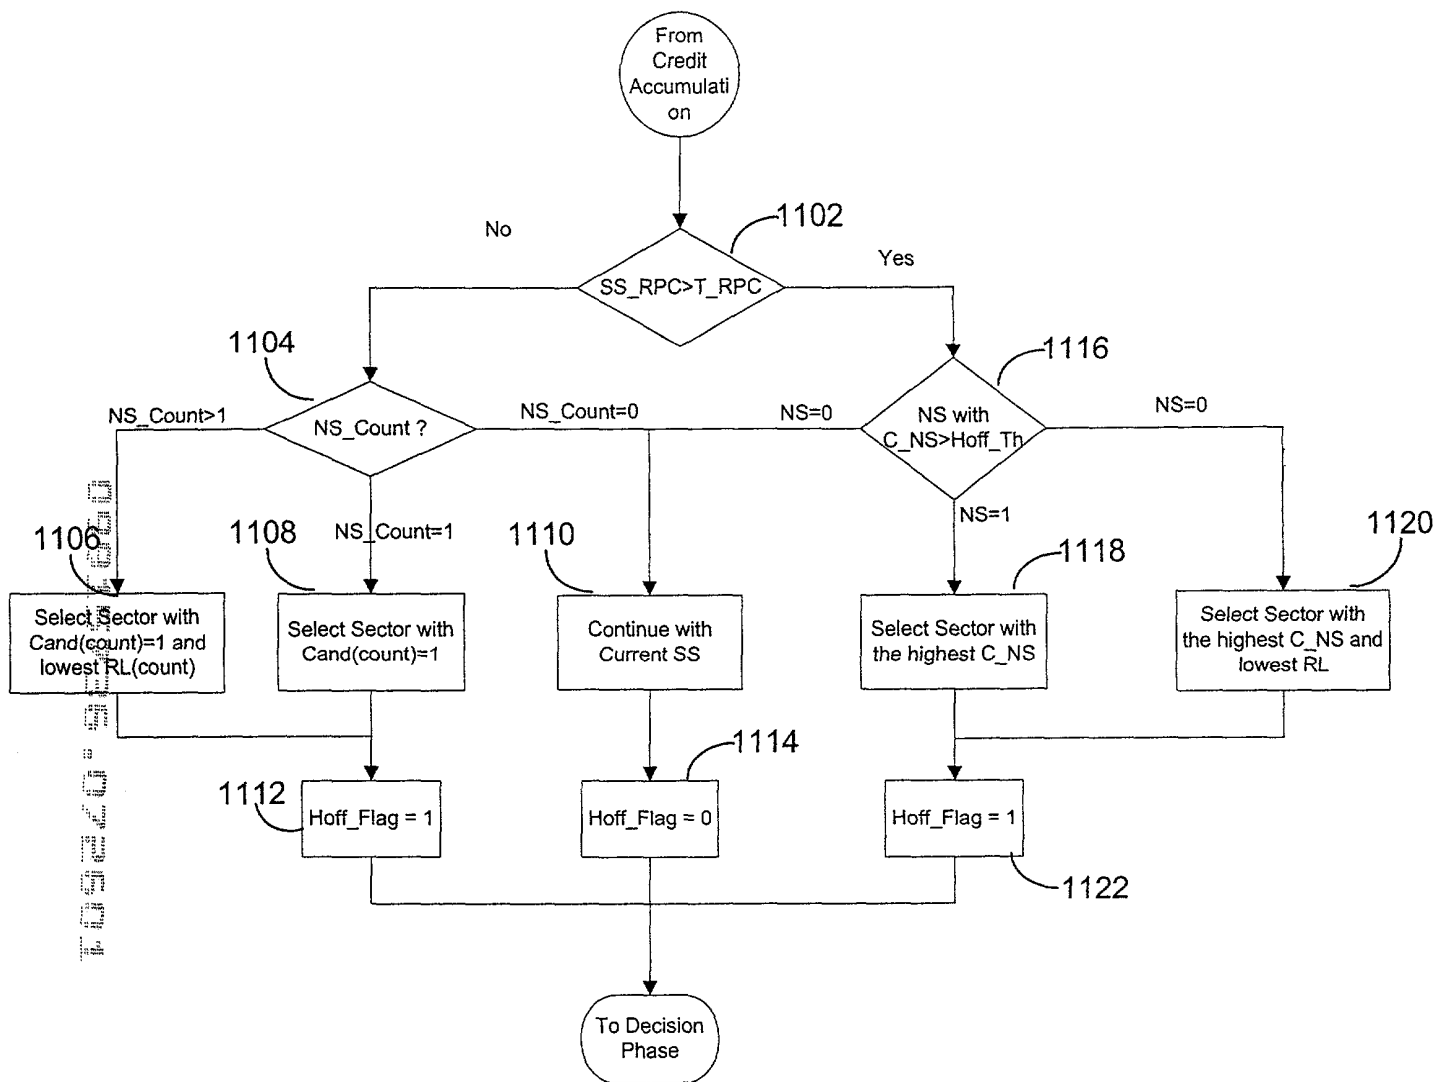 From
Credit
Accumulati
on
1102
No
Yes
SS_RPC>T_RPC
1104
1116
NS_Count>1
NS_Count ?
NS_Count=0
NS=0
NS with
C_NS>Hoff_Th
NS=0
NS_Count=1
NS=1
1106
1108
1110
1118
1120
Select Sector with
Cand(count)=1 and
lowest RL(count)
Select Sector with
Cand(count)=1
Continue with
Current SS
Select Sector with
the highest C_NS
Select Sector with
the highest C_NS and
lowest RL
1112
1114
Hoff_Flag = 1
Hoff_Flag = 0
Hoff_Flag = 1
1122
To Decision
Phase